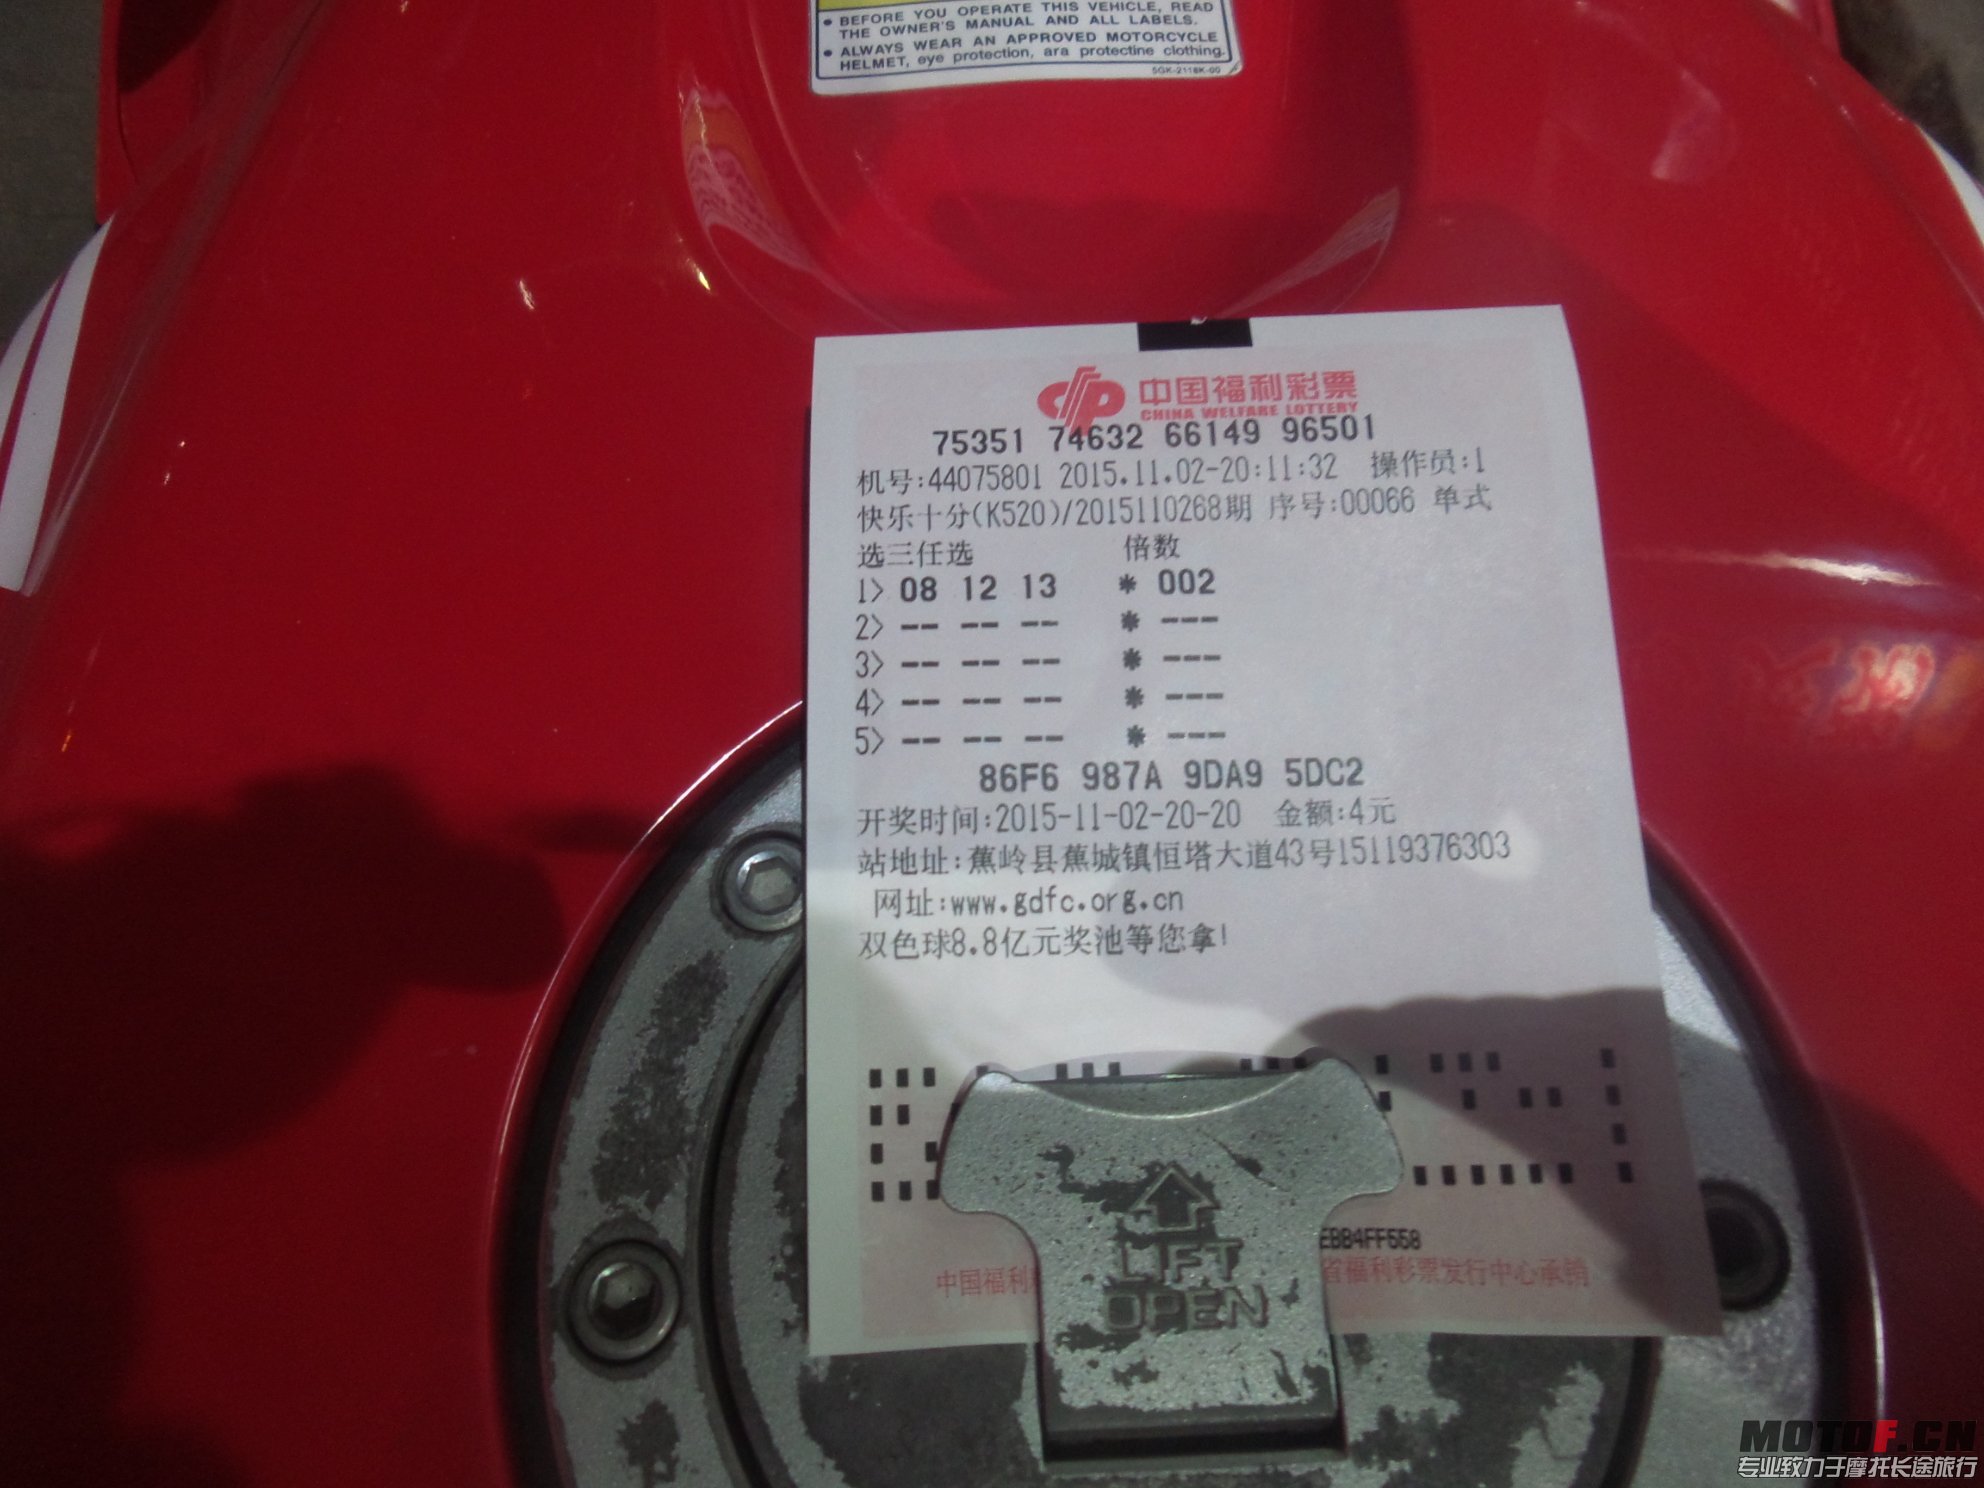 • BEFORE YOU OPERATE THIS VEHICLE, READ
THE OWNER'S MANUAL AND ALL LABELS.
• ALWAYS WEAR AN APPROVED MOTORCYCLE
HELMET, eye protection, ara protectine clothing.
5GK-2118K-00
中国福利彩票
CHINA WELFARE LOTTERY
75351 74632 66149 96501
机号:44075801 2015.11.02-20:11:32 操作员:1
快乐十分(K520)/2015110268期 序号:00066 单式
选三任选 倍数
1> 08 12 13 * 002
2> -- -- -- * ---
3> -- -- -- * ---
4> -- -- -- * ---
5> -- -- -- * ---
86F6 987A 9DA9 5DC2
开奖时间:2015-11-02-20-20 金额:4元
站地址:蕉岭县蕉城镇恒塔大道43号15119376303
网址:www.gdfc.org.cn
双色球8.8亿元奖池等您拿!
EBB4FF558
中国福利 省福利彩票发行中心承销
LIFT
OPEN
MOTOF.CN
专业致力于摩托长途旅行